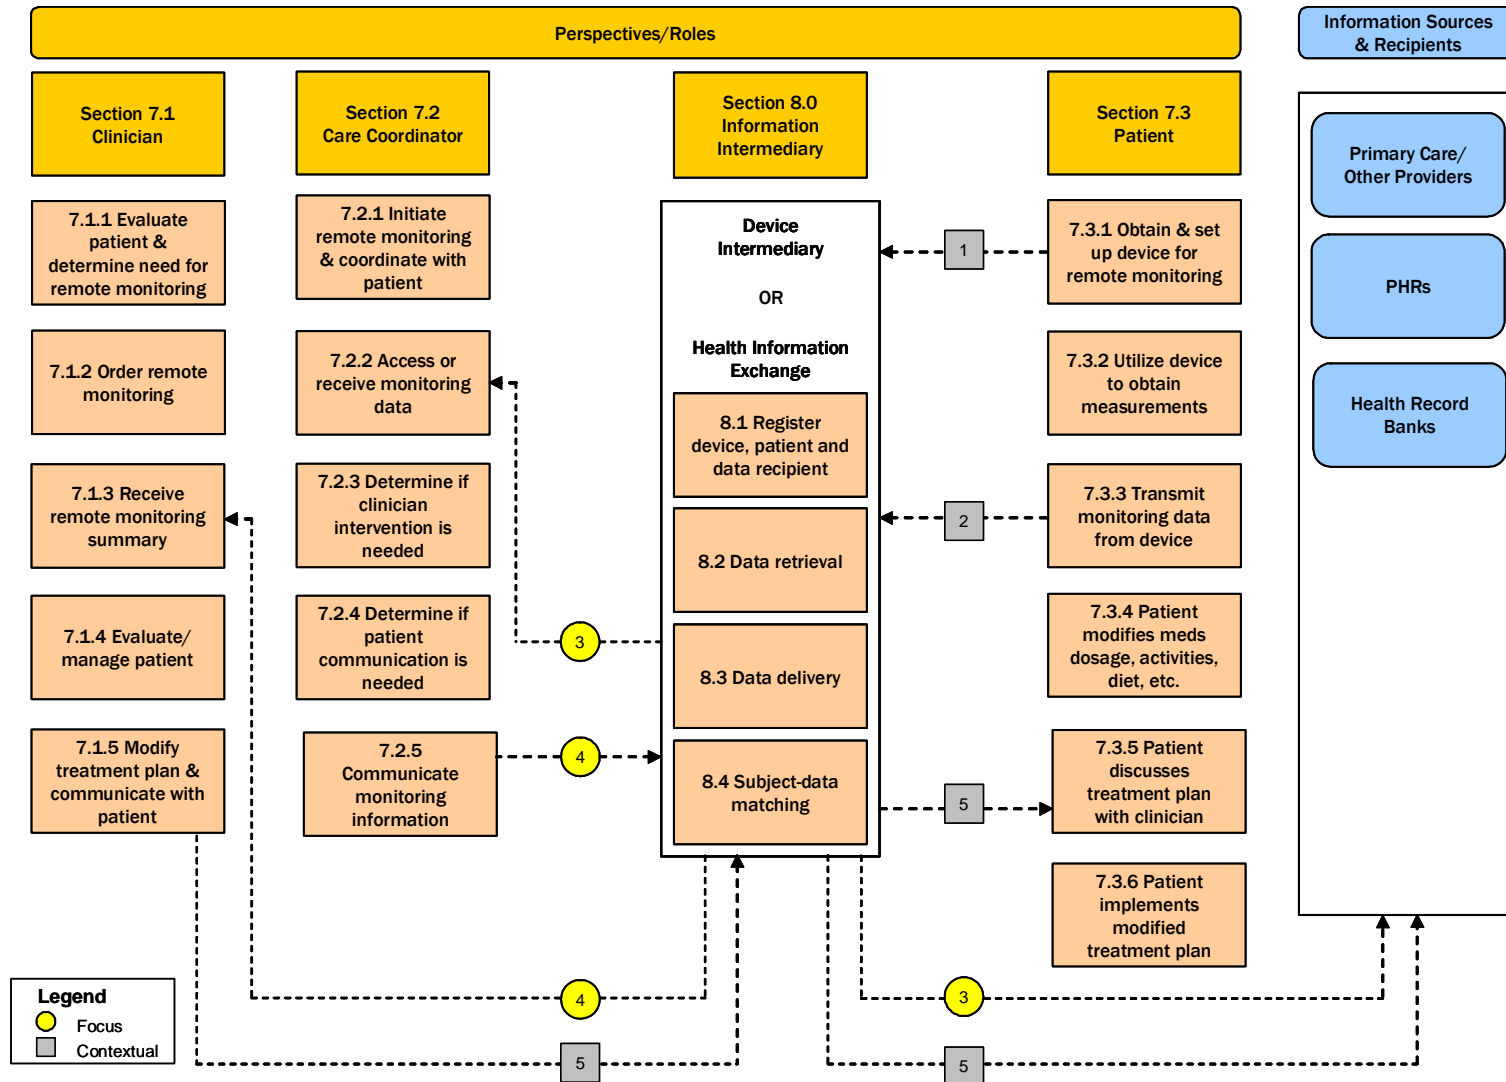 Perspectives/Roles
Information Sources
& Recipients
Section 7.1
Clinician
Section 7.2
Care Coordinator
Section 8.0
Information
Intermediary
Section 7.3
Patient
7.1.1 Evaluate
patient &
determine need for
remote monitoring
7.1.2 Order remote
monitoring
7.1.3 Receive
remote monitoring
summary
7.1.4 Evaluate/
manage patient
7.1.5 Modify
treatment plan &
communicate with
patient
7.2.1 Initiate
remote monitoring
& coordinate with
patient
7.2.2 Access or
receive monitoring
data
7.2.3 Determine if
clinician
intervention is
needed
7.2.4 Determine if
patient
communication is
needed
7.2.5
Communicate
monitoring
information
3
4
4
5
Device
Intermediary
OR
Health Information
Exchange
8.1 Register
device, patient and
data recipient
8.2 Data retrieval
8.3 Data delivery
8.4 Subject-data
matching
1
2
5
3
5
7.3.1 Obtain & set
up device for
remote monitoring
7.3.2 Utilize device
to obtain
measurements
7.3.3 Transmit
monitoring data
from device
7.3.4 Patient
modifies meds
dosage, activities,
diet, etc.
7.3.5 Patient
discusses
treatment plan
with clinician
7.3.6 Patient
implements
modified
treatment plan
Primary Care/
Other Providers
PHRs
Health Record
Banks
Legend
Focus
Contextual